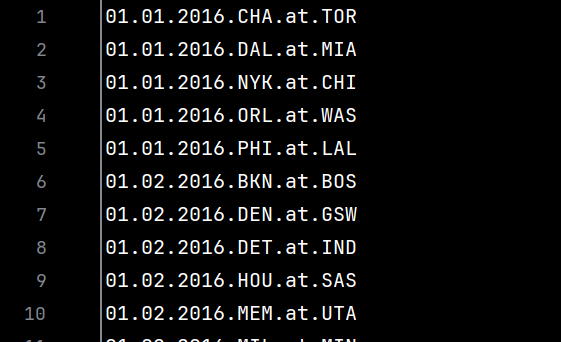 1 01.01.2016.CHA.at.TOR
2 01.01.2016.DAL.at.MIA
3 01.01.2016.NYK.at.CHI
4 01.01.2016.ORL.at.WAS
5 01.01.2016.PHI.at.LAL
6 01.02.2016.BKN.at.BOS
7 01.02.2016.DEN.at.GSW
8 01.02.2016.DET.at.IND
9 01.02.2016.HOU.at.SAS
10 01.02.2016.MEM.at.UTA